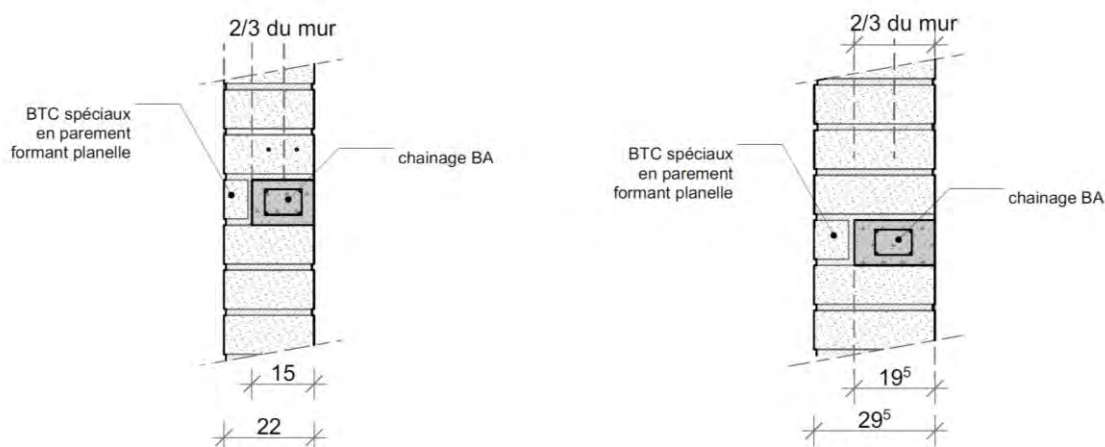 2/3 du mur
BTC spéciaux
en parement
formant planelle
chainage BA
15
22
2/3 du mur
BTC spéciaux
en parement
formant planelle
chainage BA
19⁵
29⁵